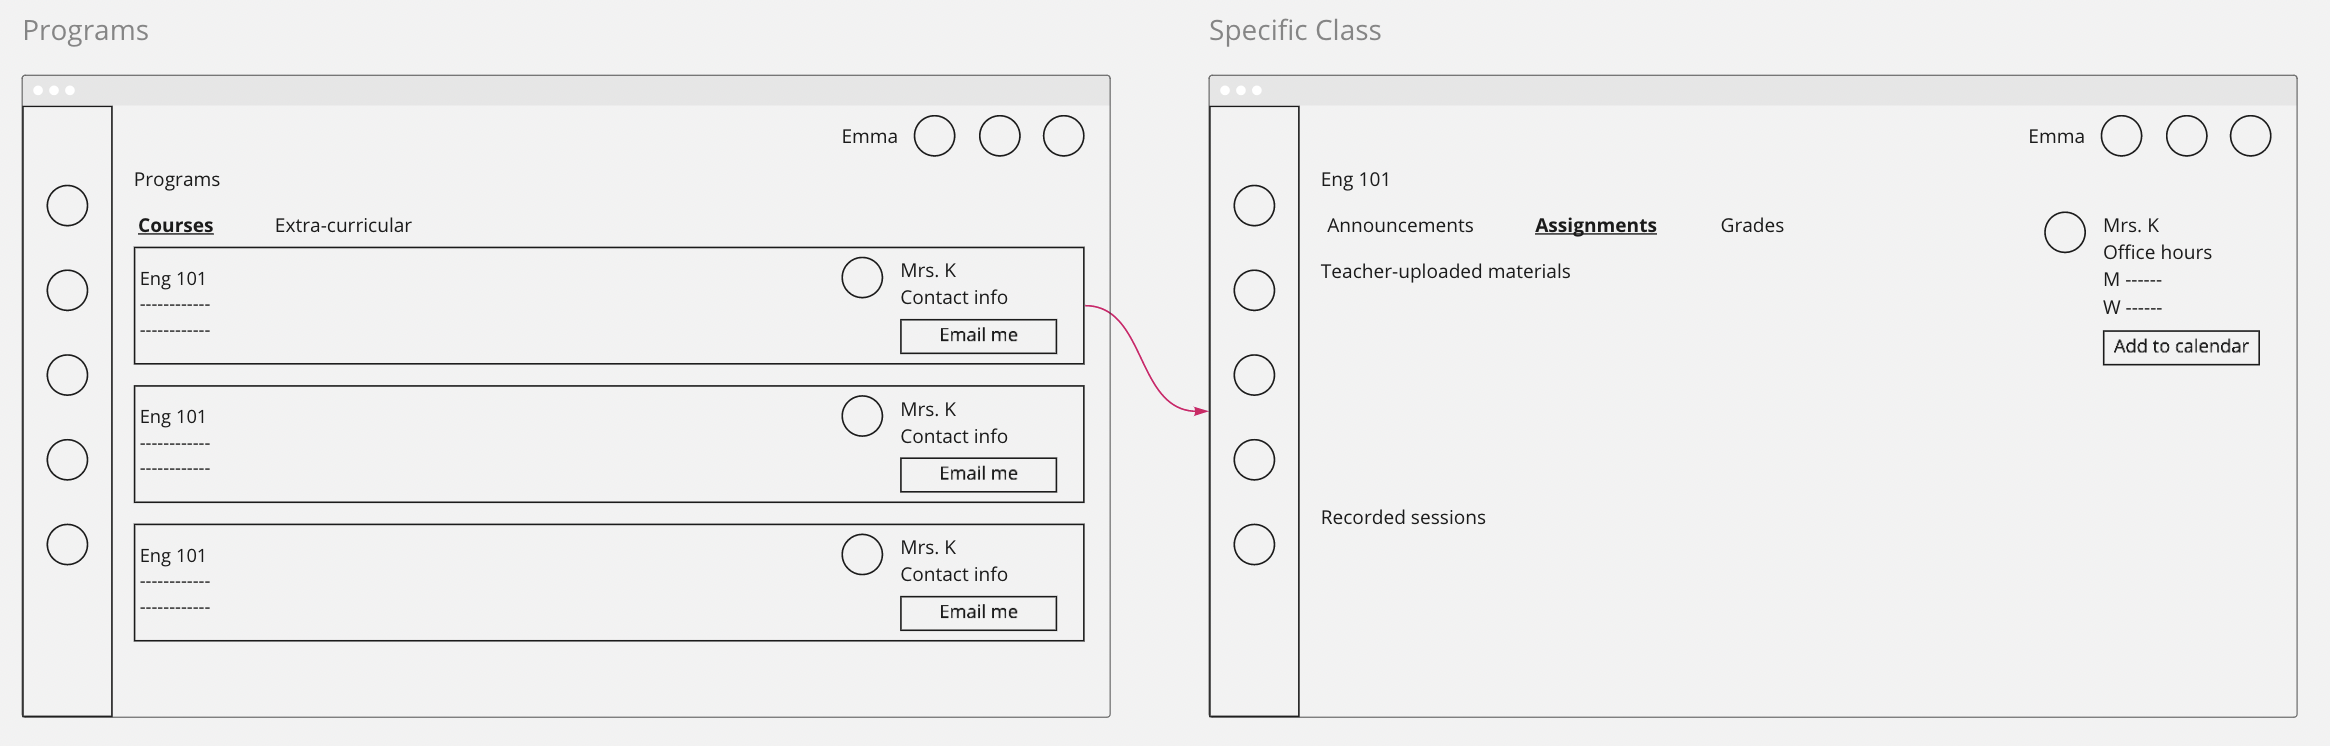 Programs
Emma
Programs
Courses Extra-curricular
Eng 101
------------
------------
Mrs. K
Contact info
Email me
Eng 101
------------
------------
Mrs. K
Contact info
Email me
Eng 101
------------
------------
Mrs. K
Contact info
Email me
Specific Class
Emma
Eng 101
Announcements Assignments Grades
Teacher-uploaded materials
Recorded sessions
Mrs. K
Office hours
M ------
W ------
Add to calendar